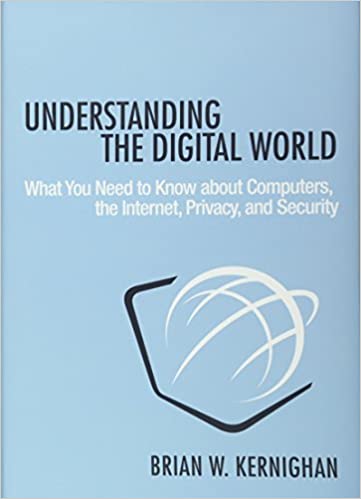 UNDERSTANDING
THE DIGITAL WORLD
What You Need to Know about Computers,
the Internet, Privacy, and Security
BRIAN W. KERNIGHAN